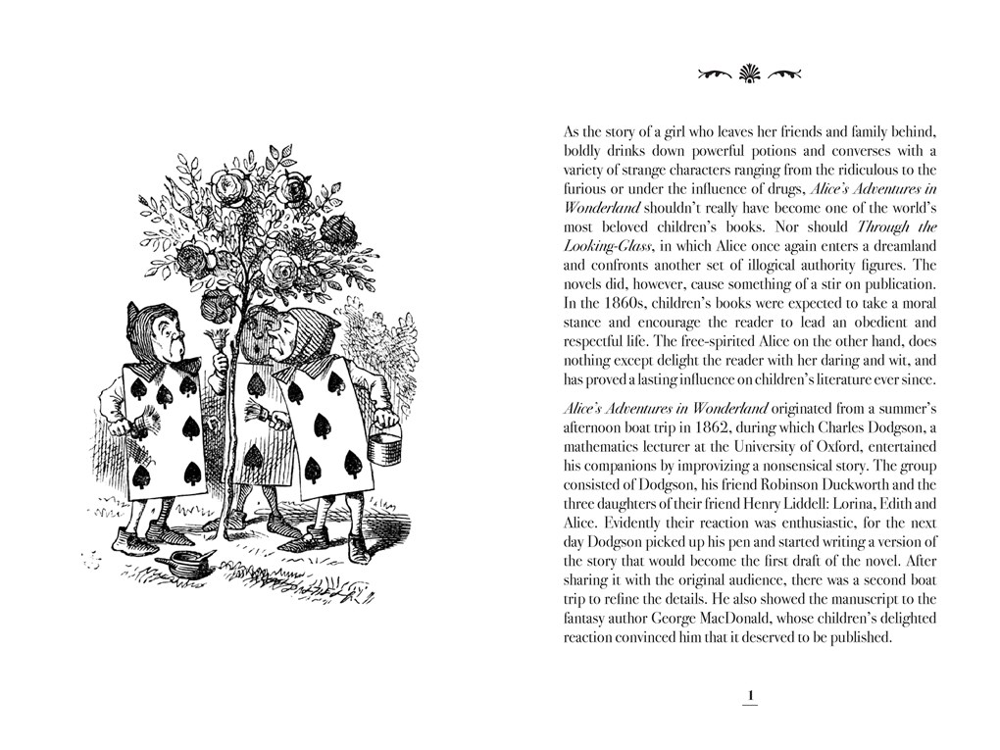 As the story of a girl who leaves her friends and family behind,
boldly drinks down powerful potions and converses with a
variety of strange characters ranging from the ridiculous to the
furious or under the influence of drugs, Alice’s Adventures in
Wonderland shouldn’t really have become one of the world’s
most beloved children’s books. Nor should Through the
Looking-Glass, in which Alice once again enters a dreamland
and confronts another set of illogical authority figures. The
novels did, however, cause something of a stir on publication.
In the 1860s, children’s books were expected to take a moral
stance and encourage the reader to lead an obedient and
respectful life. The free-spirited Alice on the other hand, does
nothing except delight the reader with her daring and wit, and
has proved a lasting influence on children’s literature ever since.
Alice’s Adventures in Wonderland originated from a summer’s
afternoon boat trip in 1862, during which Charles Dodgson, a
mathematics lecturer at the University of Oxford, entertained
his companions by improvizing a nonsensical story. The group
consisted of Dodgson, his friend Robinson Duckworth and the
three daughters of their friend Henry Liddell: Lorina, Edith and
Alice. Evidently their reaction was enthusiastic, for the next
day Dodgson picked up his pen and started writing a version of
the story that would become the first draft of the novel. After
sharing it with the original audience, there was a second boat
trip to refine the details. He also showed the manuscript to the
fantasy author George MacDonald, whose children’s delighted
reaction convinced him that it deserved to be published.
1